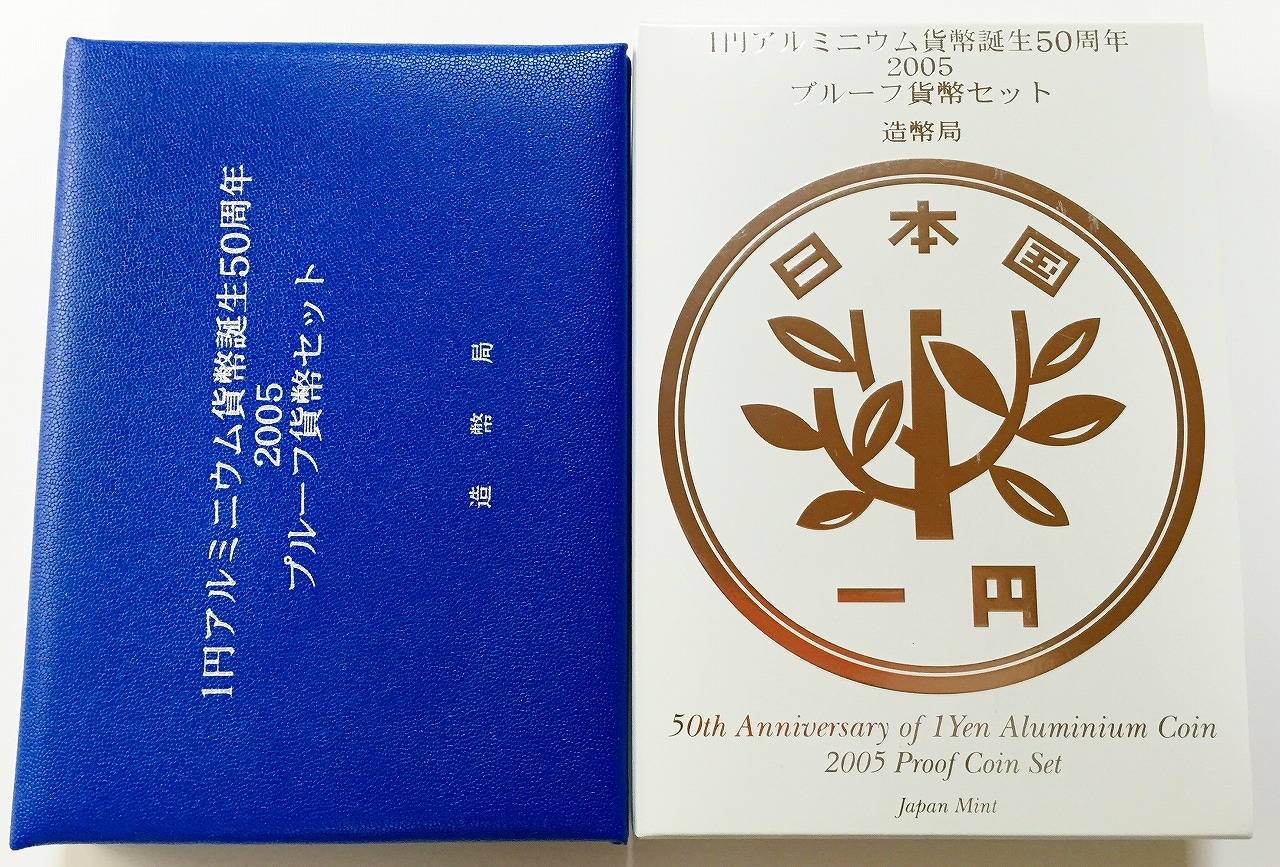 1円アルミニウム貨幣誕生50周年
2005
プルーフ貨幣セット
造幣局
1円アルミニウム貨幣誕生50周年
2005
プルーフ貨幣セット
造幣局
日本国
一円
50th Anniversary of 1Yen Aluminium Coin
2005 Proof Coin Set
Japan Mint